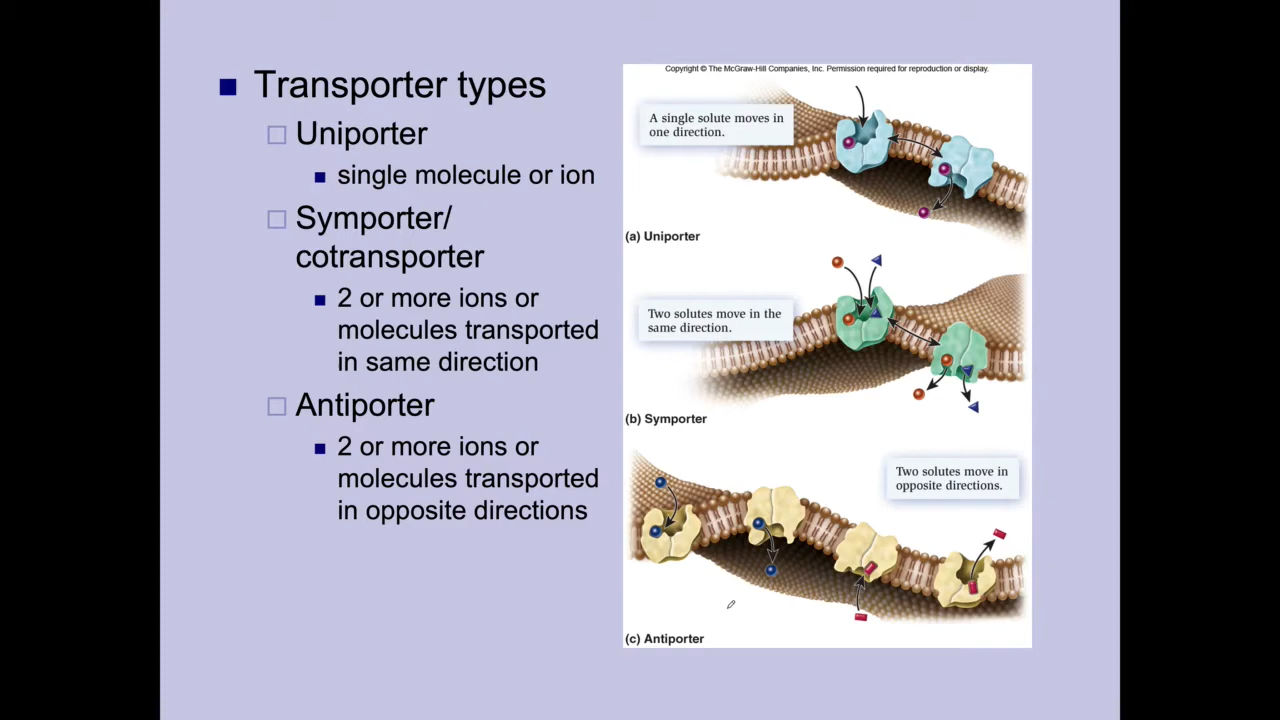 Transporter types
Uniporter
single molecule or ion
Symporter/
cotransporter
2 or more ions or
molecules transported
in same direction
Antiporter
2 or more ions or
molecules transported
in opposite directions
Copyright © The McGraw-Hill Companies, Inc. Permission required for reproduction or display.
A single solute moves in
one direction.
(a) Uniporter
Two solutes move in the
same direction.
(b) Symporter
Two solutes move in
opposite directions.
(c) Antiporter